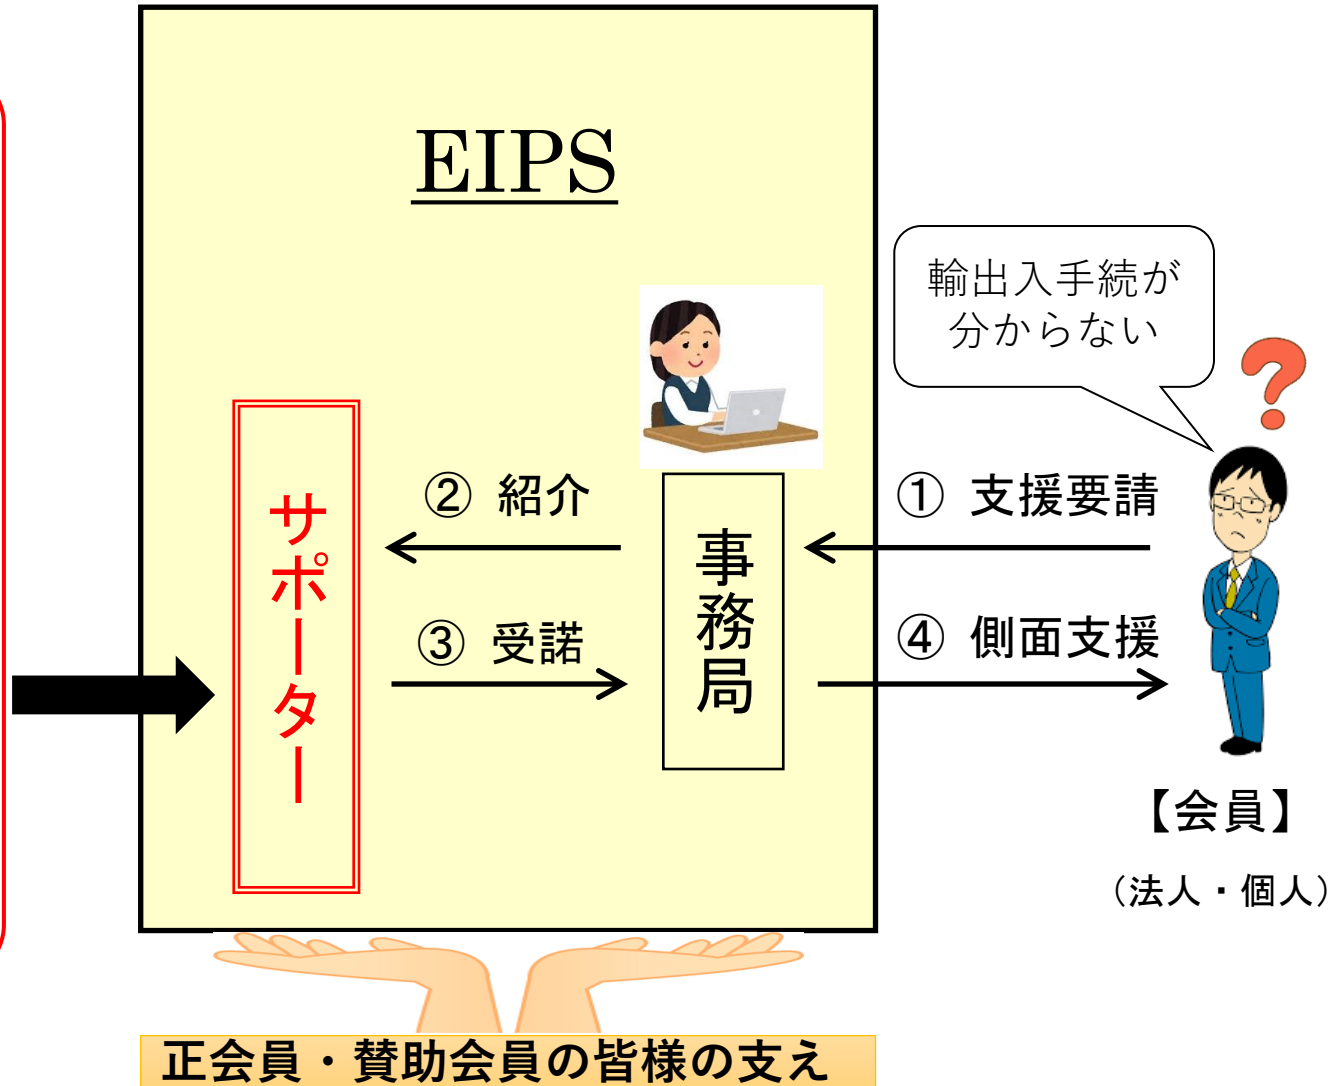 EIPS
輸出入手続が
分からない
② 紹介
① 支援要請
サポーター
事務局
③ 受諾
④ 側面支援
【会員】
（法人・個人）
正会員・賛助会員の皆様の支え